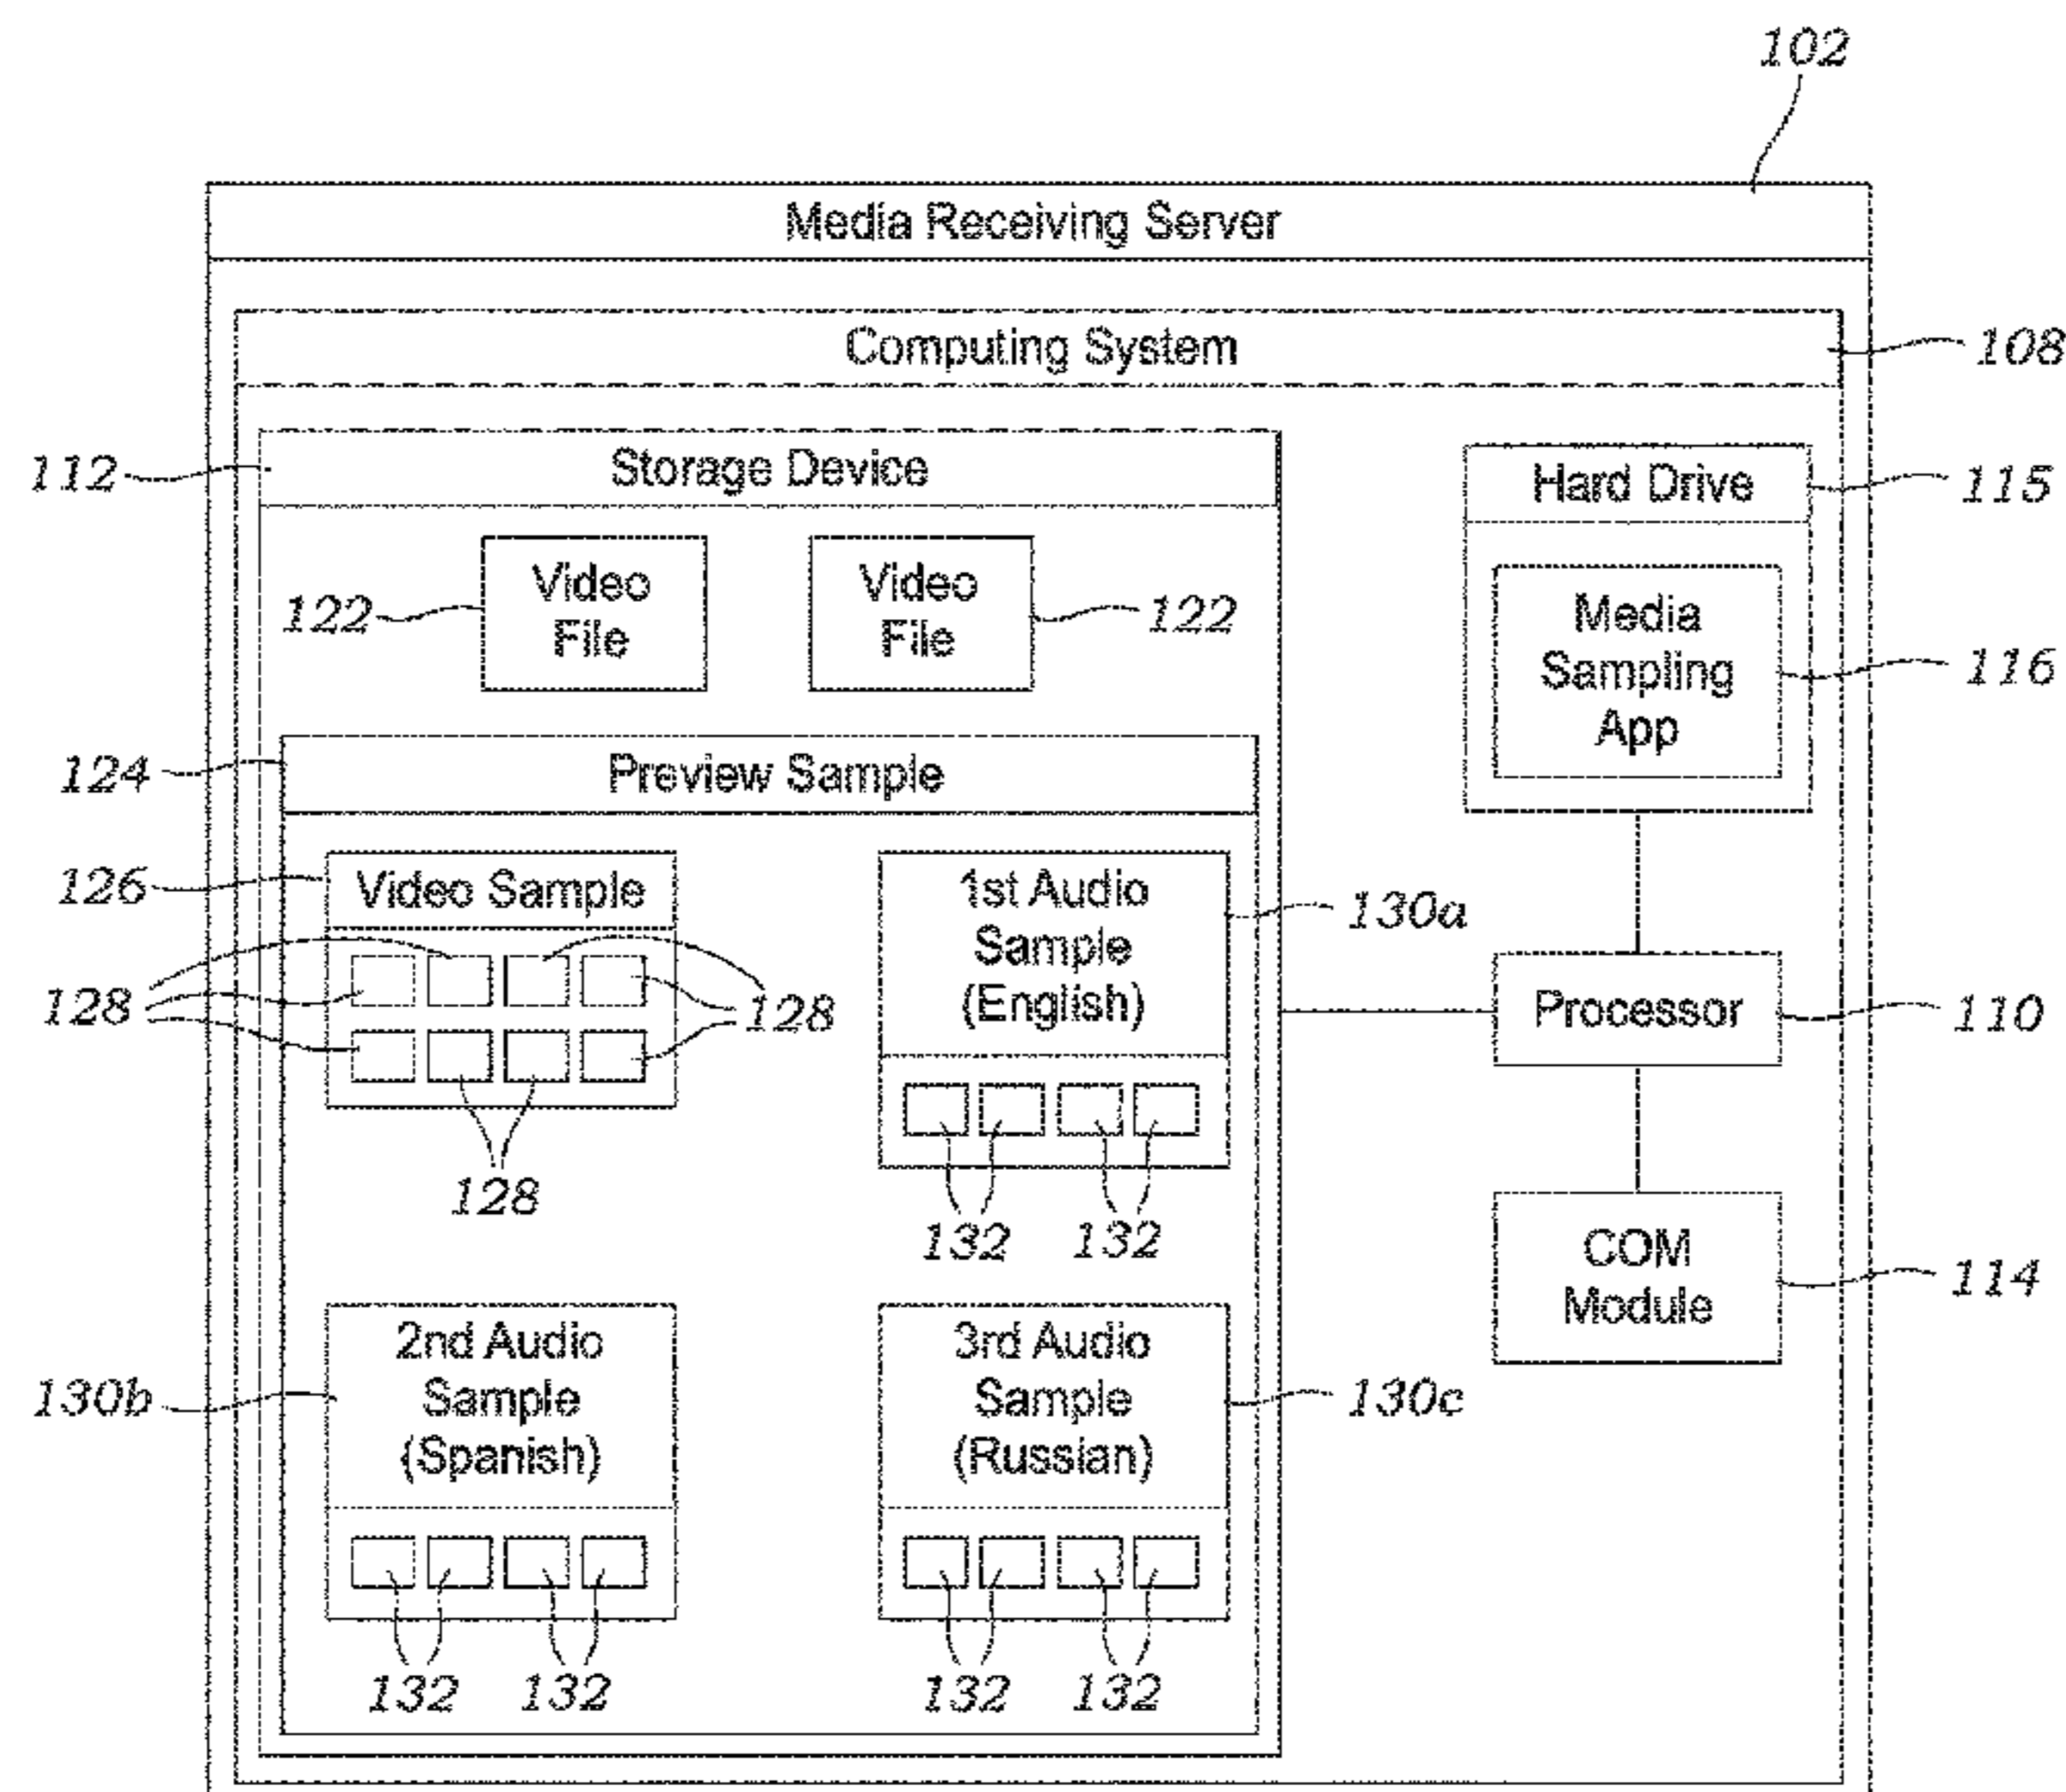 102
Media Receiving Server
Computing System
108
112
Storage Device
Hard Drive
115
122
Video
File
Video
File
122
Media
Sampling
App
116
124
Preview Sample
126
Video Sample
1st Audio
Sample
(English)
130a
128
128
128
132
132
Processor
110
COM
Module
114
130b
2nd Audio
Sample
(Spanish)
3rd Audio
Sample
(Russian)
130c
132
132
132
132